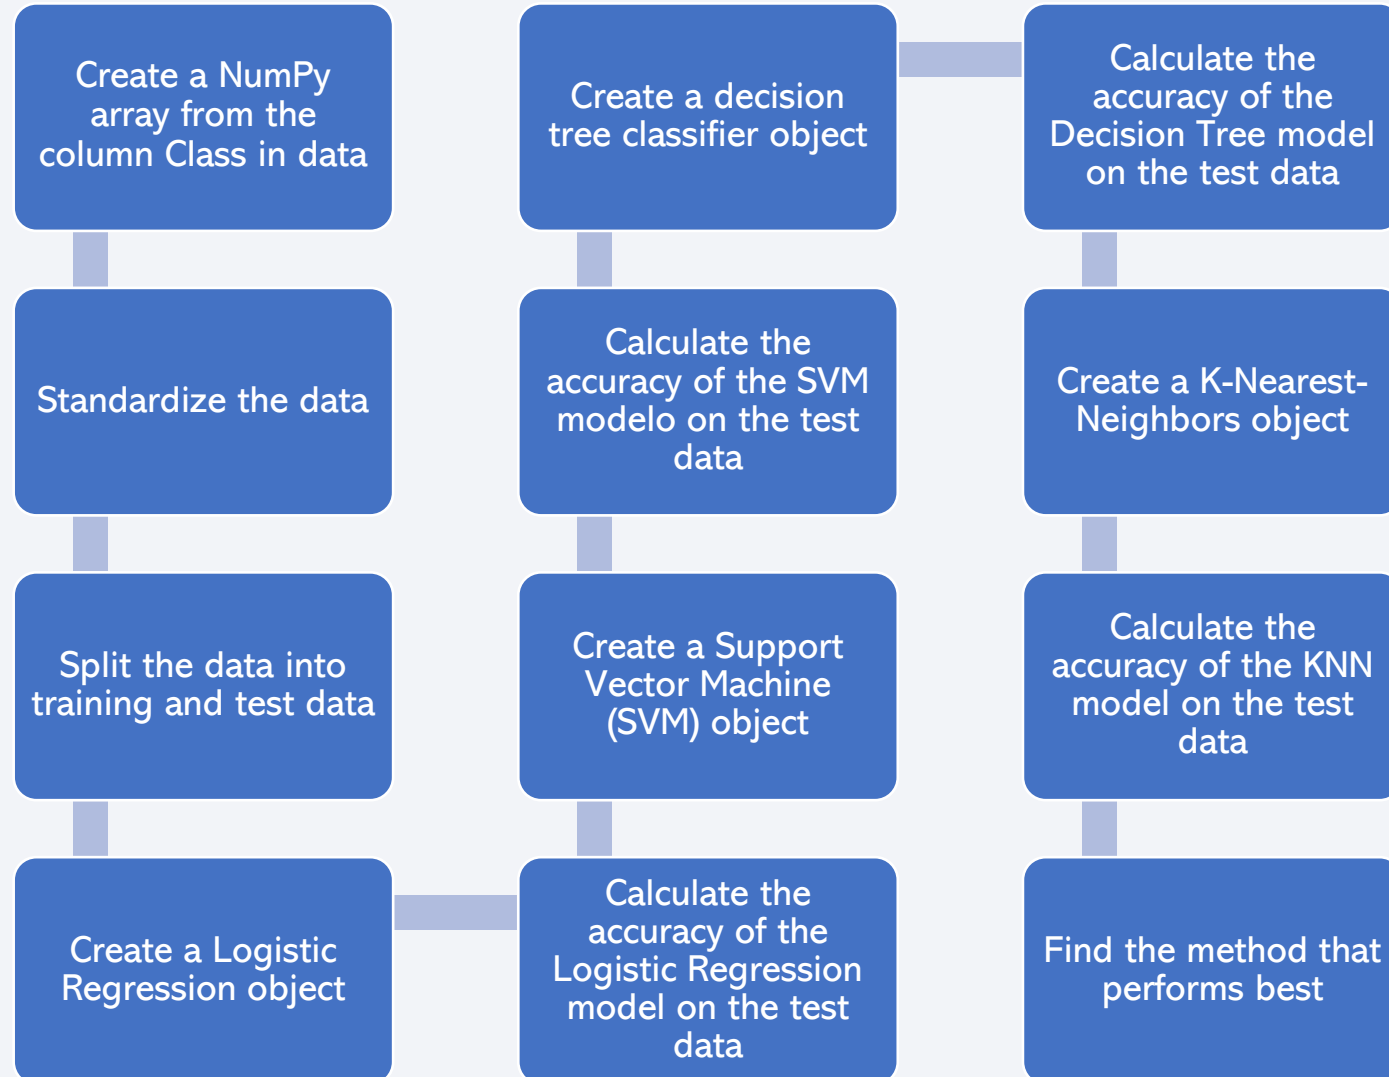 Create a NumPy
array from the
column Class in data
Standardize the data
Split the data into
training and test data
Create a Logistic
Regression object
Calculate the
accuracy of the
Logistic Regression
model on the test
data
Create a Support
Vector Machine
(SVM) object
Calculate the
accuracy of the SVM
modelo on the test
data
Create a decision
tree classifier object
Calculate the
accuracy of the
Decision Tree model
on the test data
Create a K-Nearest-
Neighbors object
Calculate the
accuracy of the KNN
model on the test
data
Find the method that
performs best